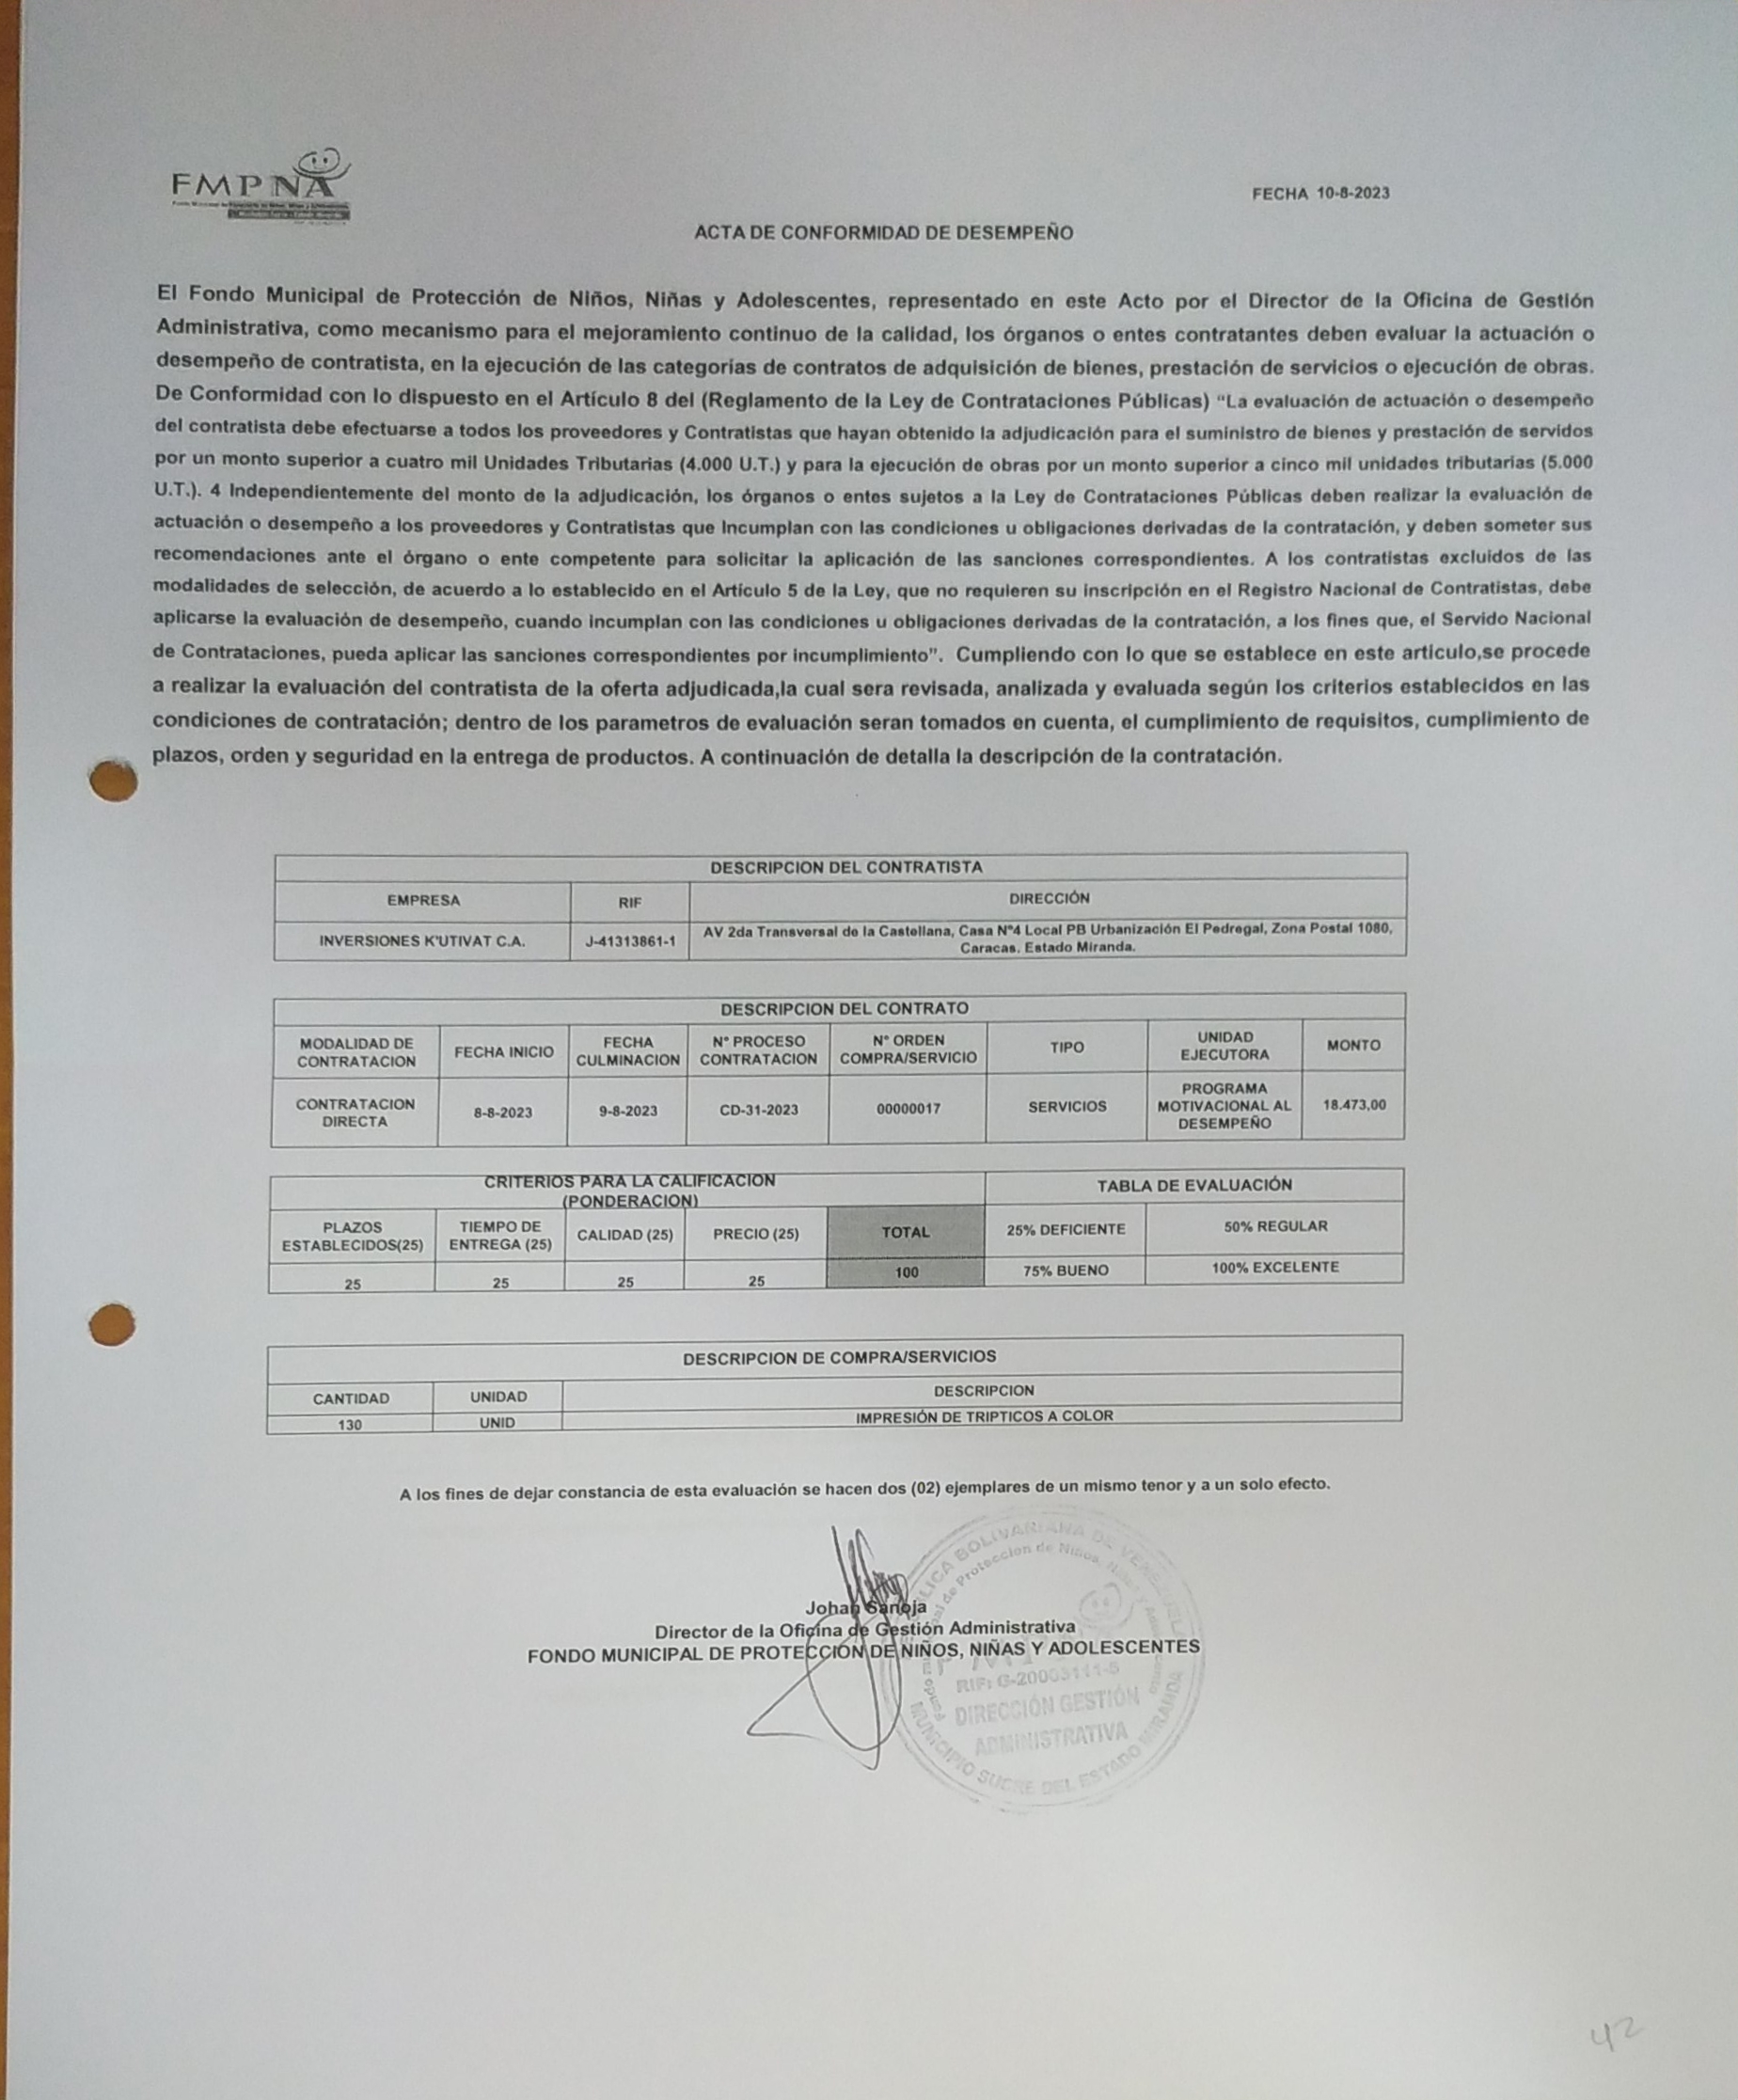 FMPNA
FECHA 10-8-2023
ACTA DE CONFORMIDAD DE DESEMPEÑO
El Fondo Municipal de Protección de Niños, Niñas y Adolescentes, representado en este Acto por el Director de la Oficina de Gestión
Administrativa, como mecanismo para el mejoramiento continuo de la calidad, los órganos o entes contratantes deben evaluar la actuación o
desempeño de contratista, en la ejecución de las categorías de contratos de adquisición de bienes, prestación de servicios o ejecución de obras.
De Conformidad con lo dispuesto en el Artículo 8 del (Reglamento de la Ley de Contrataciones Públicas) “La evaluación de actuación o desempeño
del contratista debe efectuarse a todos los proveedores y Contratistas que hayan obtenido la adjudicación para el suministro de bienes y prestación de servidos
por un monto superior a cuatro mil Unidades Tributarias (4.000 U.T.) y para la ejecución de obras por un monto superior a cinco mil unidades tributarias (5.000
U.T.). 4 Independientemente del monto de la adjudicación, los órganos o entes sujetos a la Ley de Contrataciones Públicas deben realizar la evaluación de
actuación o desempeño a los proveedores y Contratistas que Incumplan con las condiciones u obligaciones derivadas de la contratación, y deben someter sus
recomendaciones ante el órgano o ente competente para solicitar la aplicación de las sanciones correspondientes. A los contratistas excluidos de las
modalidades de selección, de acuerdo a lo establecido en el Artículo 5 de la Ley, que no requieren su inscripción en el Registro Nacional de Contratistas, debe
aplicarse la evaluación de desempeño, cuando incumplan con las condiciones u obligaciones derivadas de la contratación, a los fines que, el Servido Nacional
de Contrataciones, pueda aplicar las sanciones correspondientes por incumplimiento”. Cumpliendo con lo que se establece en este articulo,se procede
a realizar la evaluación del contratista de la oferta adjudicada,la cual sera revisada, analizada y evaluada según los criterios establecidos en las
condiciones de contratación; dentro de los parametros de evaluación seran tomados en cuenta, el cumplimiento de requisitos, cumplimiento de
plazos, orden y seguridad en la entrega de productos. A continuación de detalla la descripción de la contratación.
DESCRIPCION DEL CONTRATISTA
EMPRESA RIF DIRECCIÓN
INVERSIONES K'UTIVAT C.A. J-41313861-1 AV 2da Transversal de la Castellana, Casa N°4 Local PB Urbanización El Pedregal, Zona Postal 1080,
Caracas. Estado Miranda.
DESCRIPCION DEL CONTRATO
MODALIDAD DE CONTRATACION FECHA INICIO FECHA CULMINACION N° PROCESO CONTRATACION N° ORDEN COMPRA/SERVICIO TIPO UNIDAD EJECUTORA MONTO
CONTRATACION DIRECTA 8-8-2023 9-8-2023 CD-31-2023 00000017 SERVICIOS PROGRAMA MOTIVACIONAL AL DESEMPEÑO 18.473,00
CRITERIOS PARA LA CALIFICACION
(PONDERACION)
TABLA DE EVALUACIÓN
PLAZOS ESTABLECIDOS(25) TIEMPO DE ENTREGA (25) CALIDAD (25) PRECIO (25) TOTAL 25% DEFICIENTE 50% REGULAR
25 25 25 25 100 75% BUENO 100% EXCELENTE
DESCRIPCION DE COMPRA/SERVICIOS
CANTIDAD UNIDAD DESCRIPCION
130 UNID IMPRESIÓN DE TRIPTICOS A COLOR
A los fines de dejar constancia de esta evaluación se hacen dos (02) ejemplares de un mismo tenor y a un solo efecto.
Johan Sanoja
Director de la Oficina de Gestión Administrativa
FONDO MUNICIPAL DE PROTECCIÓN DE NIÑOS, NIÑAS Y ADOLESCENTES
BOLIVARIANA DE VENEZUELA
de Proteccion de Niños,
RIF: G-20003111-5
DIRECCIÓN GESTIÓN
ADMINISTRATIVA
MUNICIPIO SUCRE DEL ESTADO MIRANDA
42